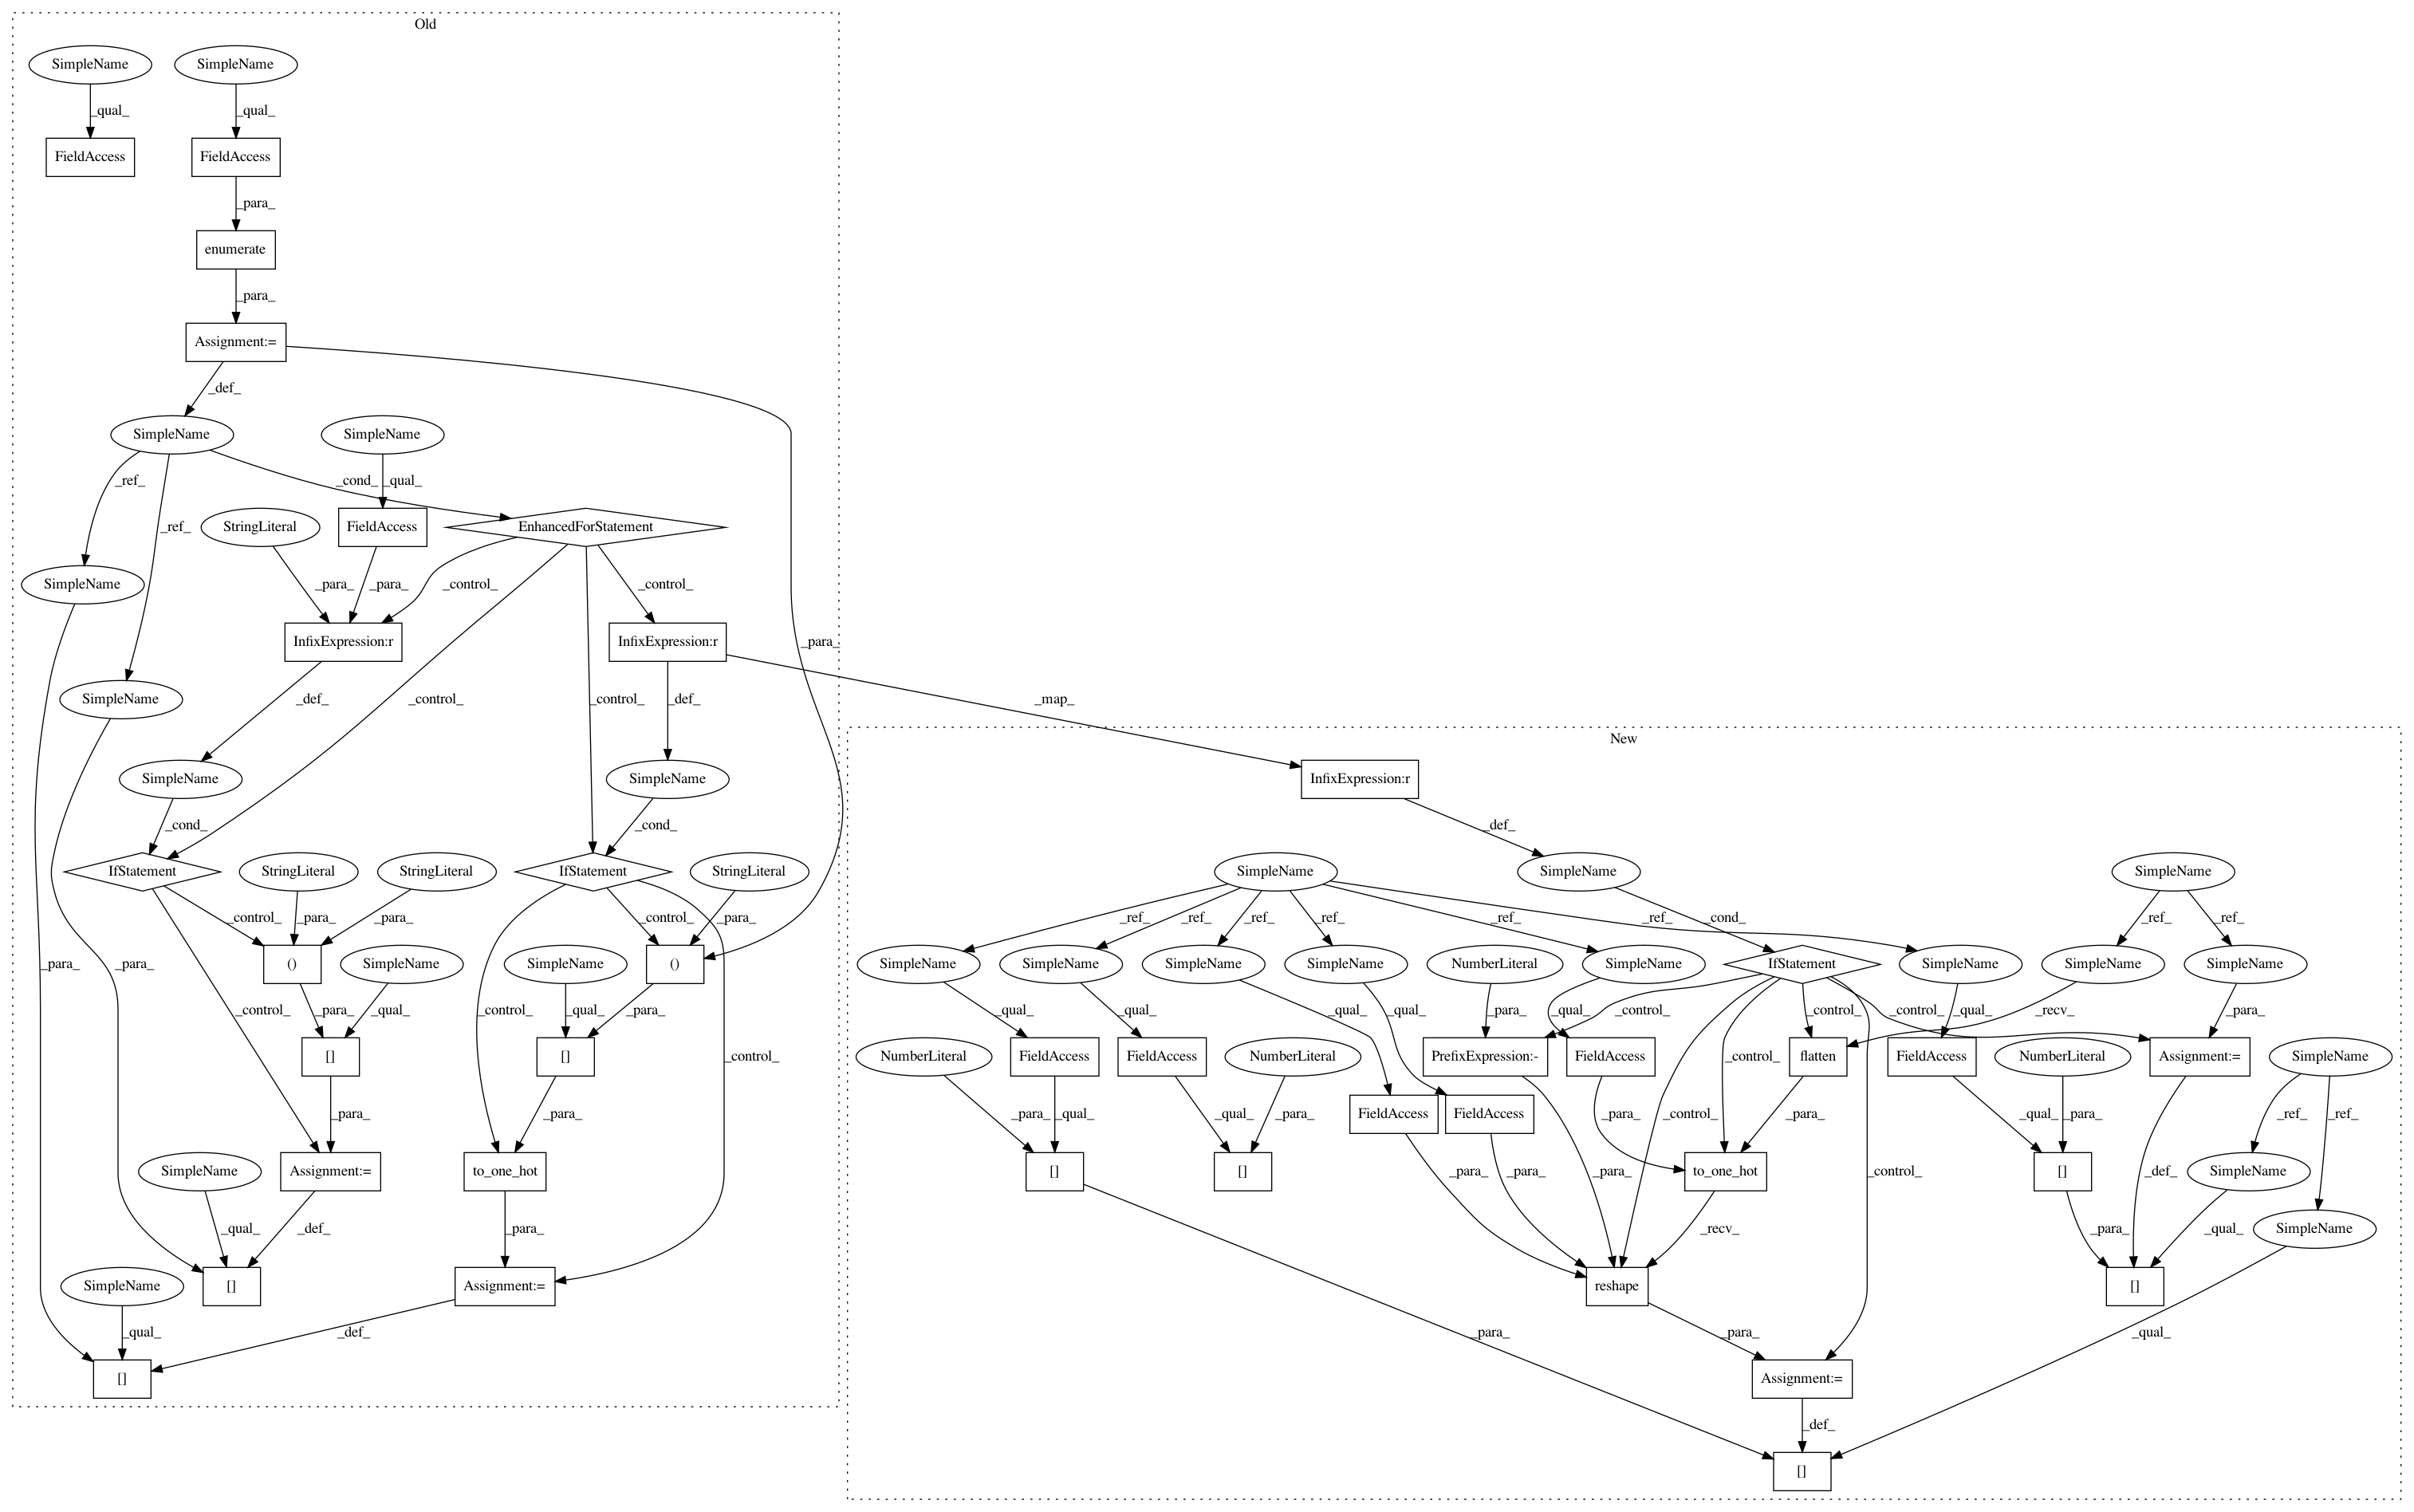 Old
SimpleName
SimpleName
_qual_
_qual_
FieldAccess
FieldAccess
_para_
enumerate
_para_
Assignment:=
_def_
SimpleName
SimpleName
_ref_
_cond_
_qual_
StringLiteral
_ref_
FieldAccess
EnhancedForStatement
SimpleName
_para_
_para_
_control_
_control_
InfixExpression:r
InfixExpression:r
_para_
SimpleName
_def_
_control_
_control_
_def_
_map_
New
SimpleName
SimpleName
InfixExpression:r
_cond_
_cond_
_def_
IfStatement
StringLiteral
StringLiteral
IfStatement
StringLiteral
SimpleName
SimpleName
SimpleName
_control_
_para_
_para_
_control_
_para_
_ref_
_ref_
_ref_
_ref_
_ref_
_ref_
_cond_
_ref_
_ref_
_para_
_para_
()
SimpleName
SimpleName
()
SimpleName
SimpleName
SimpleName
SimpleName
NumberLiteral
SimpleName
IfStatement
SimpleName
SimpleName
SimpleName
_control_
_para_
_qual_
_control_
_qual_
_para_
_qual_
_qual_
_qual_
_qual_
_para_
_qual_
_control_
_control_
_control_
_qual_
_recv_
_para_
[]
[]
_control_
NumberLiteral
FieldAccess
FieldAccess
NumberLiteral
PrefixExpression:-
FieldAccess
_control_
flatten
FieldAccess
NumberLiteral
Assignment:=
SimpleName
_para_
_para_
_para_
_qual_
_qual_
_para_
FieldAccess
FieldAccess
_para_
_control_
_para_
_qual_
_para_
_ref_
_ref_
SimpleName
Assignment:=
to_one_hot
[]
[]
_para_
_para_
_para_
to_one_hot
_control_
[]
_def_
SimpleName
_qual_
_def_
_para_
_recv_
_para_
_qual_
SimpleName
SimpleName
[]
Assignment:=
reshape
[]
_qual_
_def_
_para_
_para_
_qual_
[]
Assignment:=
_def_
[]